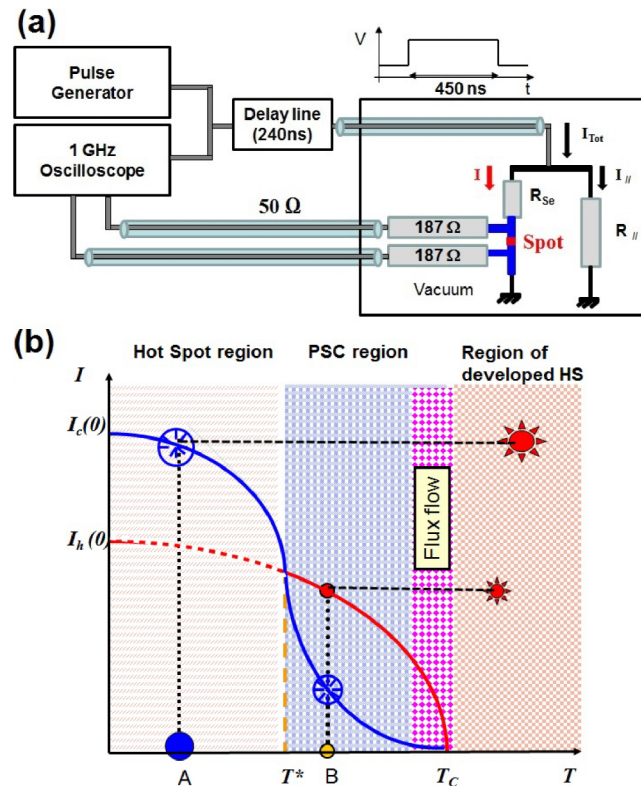 (a)
Pulse
Generator
1 GHz
Oscilloscope
Delay line
(240ns)
V
450 ns
t
I_Tot
I
I_//
R_Se
R_//
50 Ω
187 Ω
187 Ω
Spot
Vacuum
(b)
Hot Spot region
PSC region
Region of
developed HS
I
I_c(0)
I_h(0)
Flux flow
A
T*
B
T_C
T